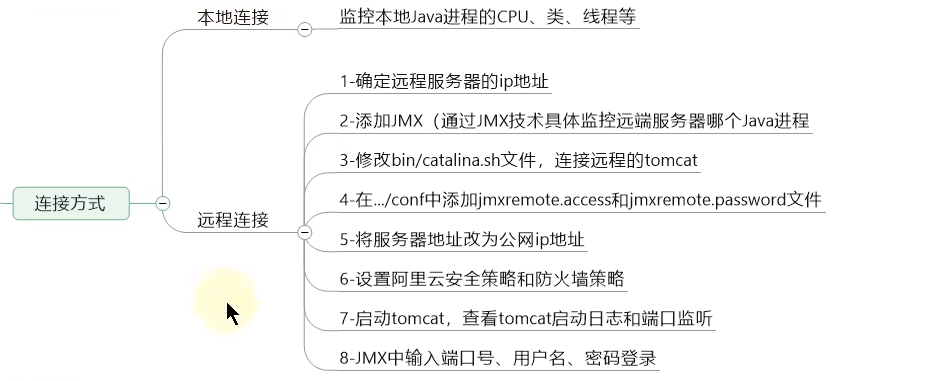 本地连接
监控本地Java进程的CPU、类、线程等
连接方式
远程连接
1-确定远程服务器的ip地址
2-添加JMX（通过JMX技术具体监控远端服务器哪个Java进程
3-修改bin/catalina.sh文件，连接远程的tomcat
4-在.../conf中添加jmxremote.access和jmxremote.password文件
5-将服务器地址改为公网ip地址
6-设置阿里云安全策略和防火墙策略
7-启动tomcat，查看tomcat启动日志和端口监听
8-JMX中输入端口号、用户名、密码登录